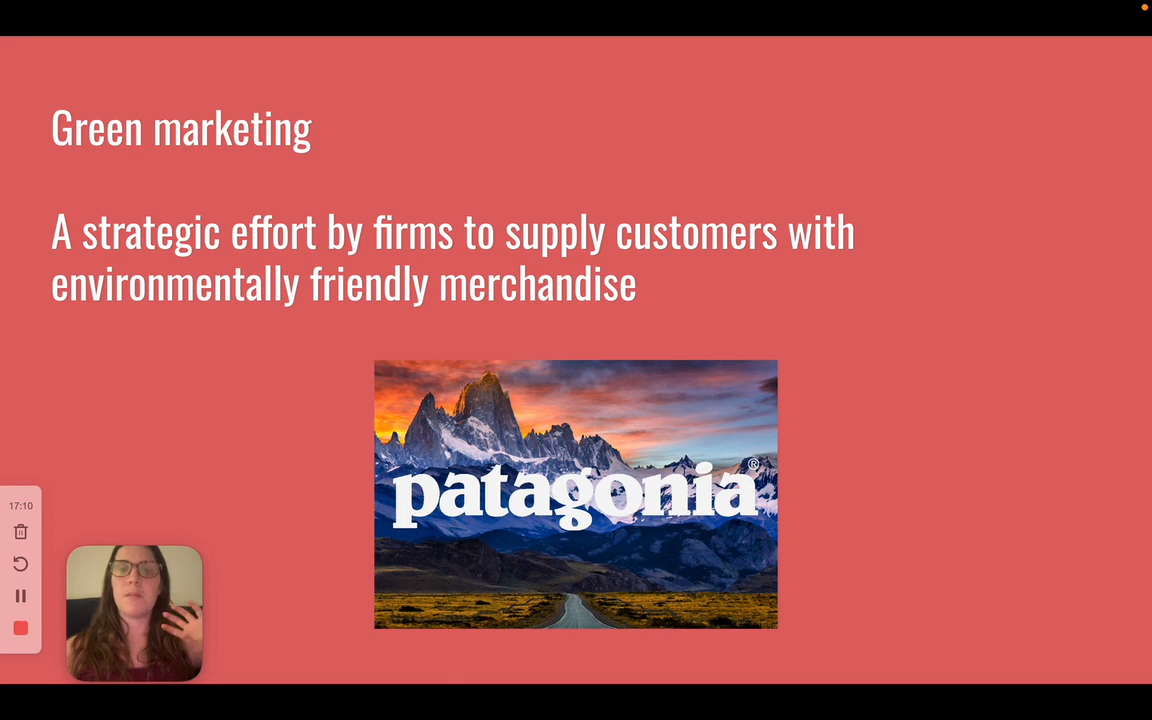 Green marketing
A strategic effort by firms to supply customers with
environmentally friendly merchandise
patagonia®
17:10